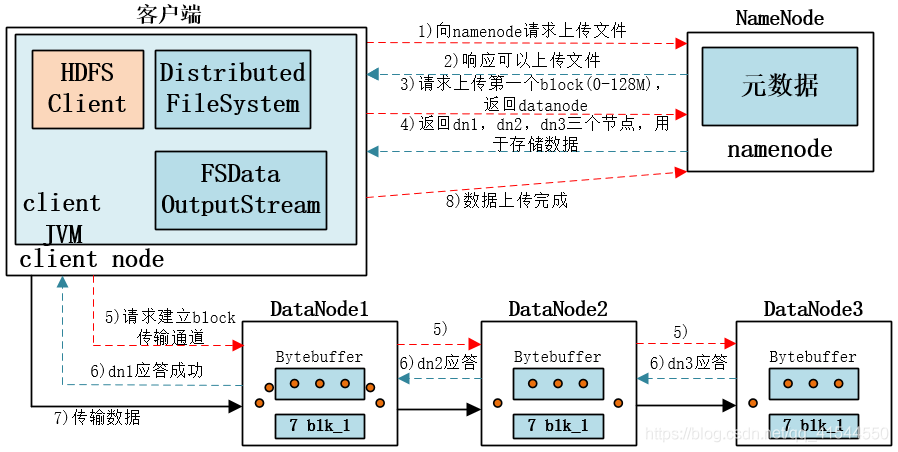 客户端
HDFS
Client
Distributed
FileSystem
FSData
OutputStream
client
JVM
client node
1)向namenode请求上传文件
2)响应可以上传文件
3)请求上传第一个block(0-128M),
返回datanode
4)返回dn1，dn2，dn3三个节点，用
于存储数据
8)数据上传完成
NameNode
元数据
namenode
5)请求建立block
传输通道
6)dn1应答成功
7)传输数据
DataNode1
Bytebuffer
7 blk_1
5)
6)dn2应答
DataNode2
Bytebuffer
7 blk_1
5)
6)dn3应答
DataNode3
Bytebuffer
7 blk_1